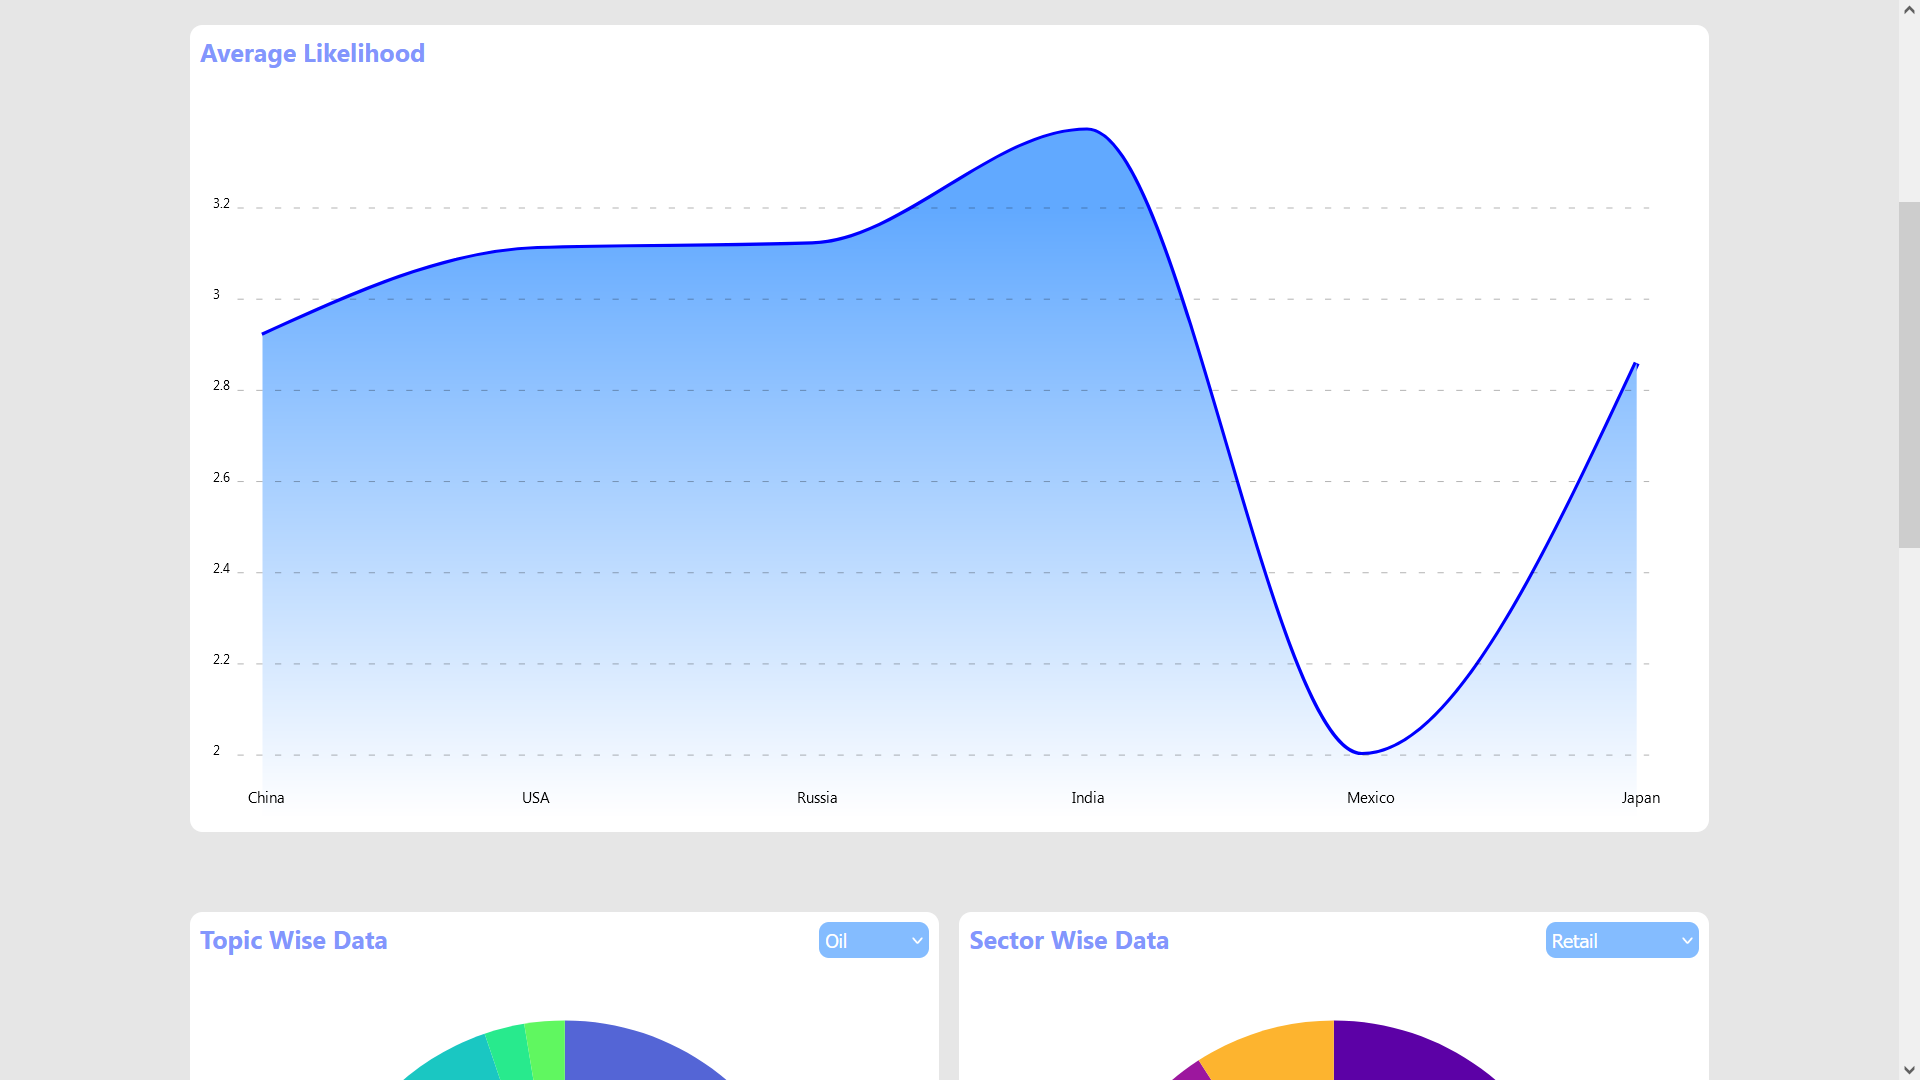 Average Likelihood
3.2
3
2.8
2.6
2.4
2.2
2
China USA Russia India Mexico Japan
Topic Wise Data Oil
Sector Wise Data Retail